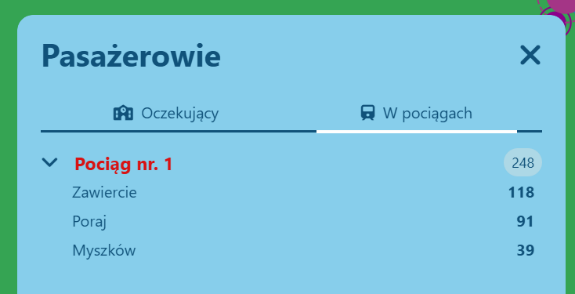 Pasażerowie
Oczekujący W pociągach
Pociąg nr. 1 248
Zawiercie 118
Poraj 91
Myszków 39